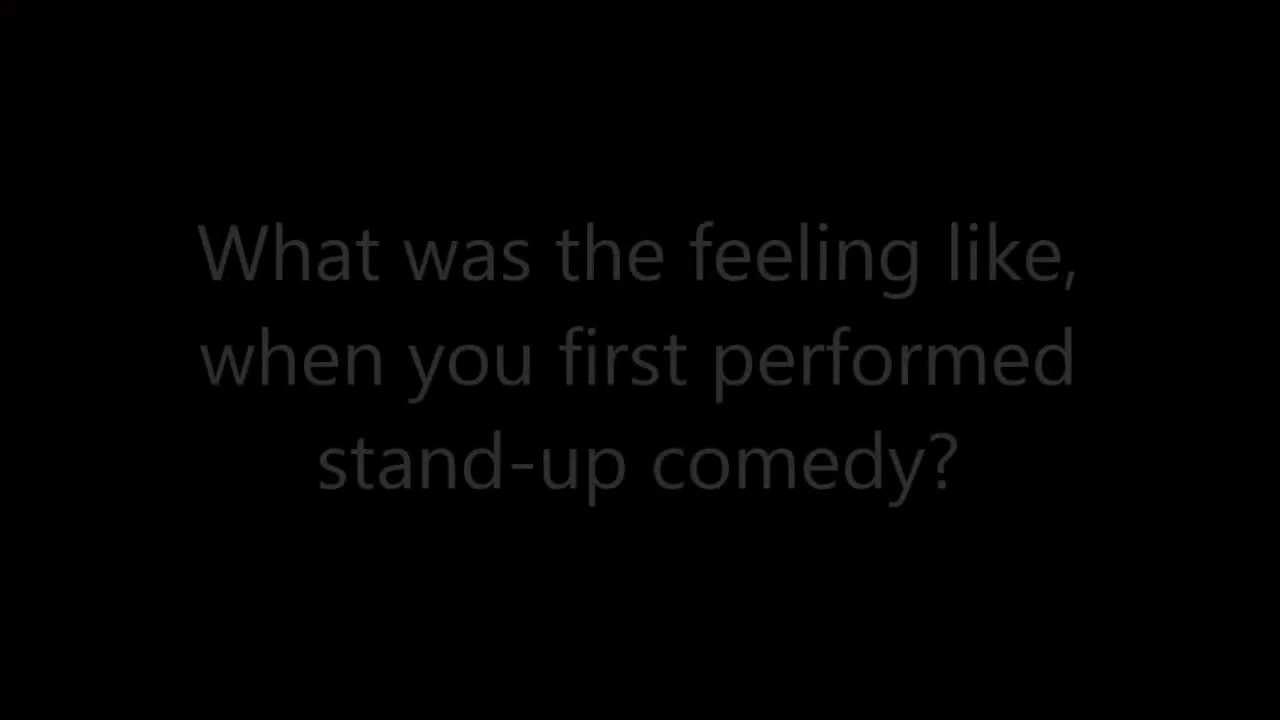 What was the feeling like,
when you first performed
stand-up comedy?